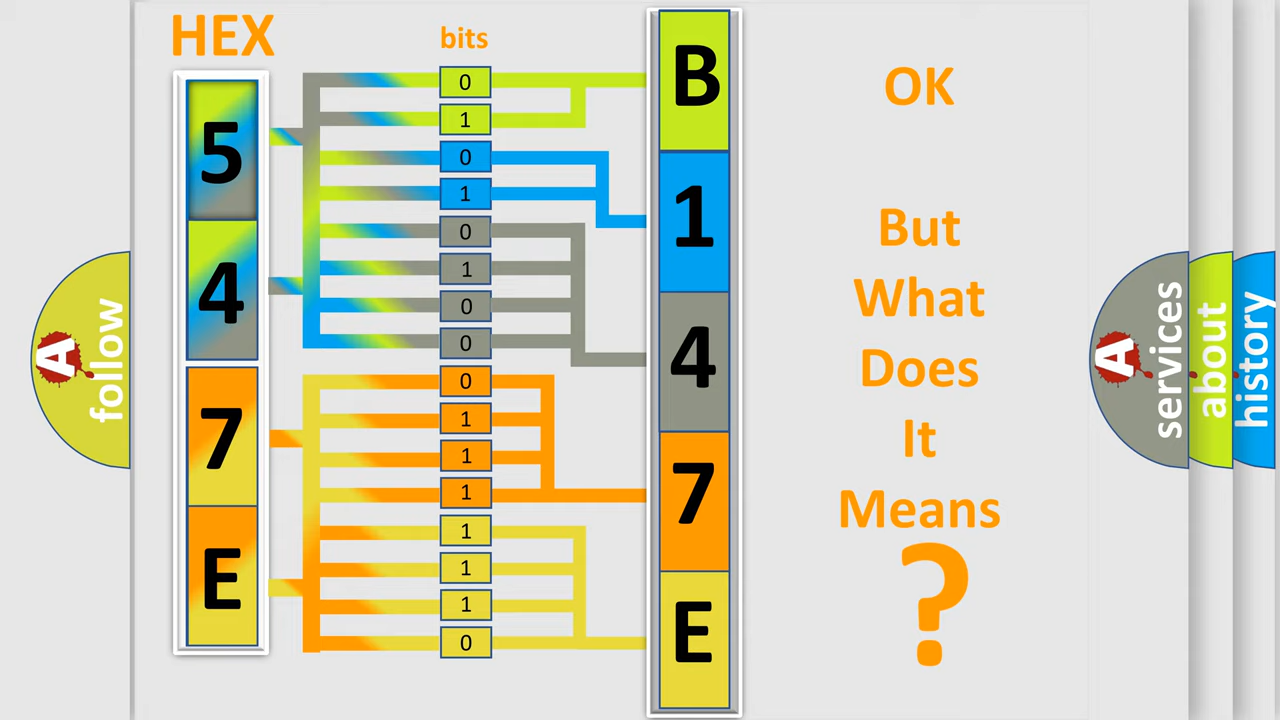 HEX
bits
5
4
7
E
0
1
0
1
0
1
0
0
0
1
1
1
1
1
1
0
B
1
4
7
E
OK
But
What
Does
It
Means
?
A
follow
A
services
about
history